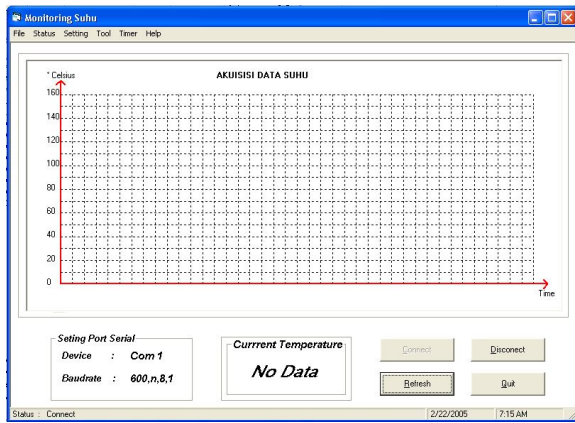 Monitoring Suhu
File Status Setting Tool Timer Help
° Celsius
AKUISISI DATA SUHU
160
140
120
100
80
60
40
20
0
Time
Seting Port Serial
Device : Com 1
Baudrate : 600,n,8,1
Currrent Temperature
No Data
Connect
Disconect
Refresh
Quit
Status : Connect
2/22/2005
7:15 AM